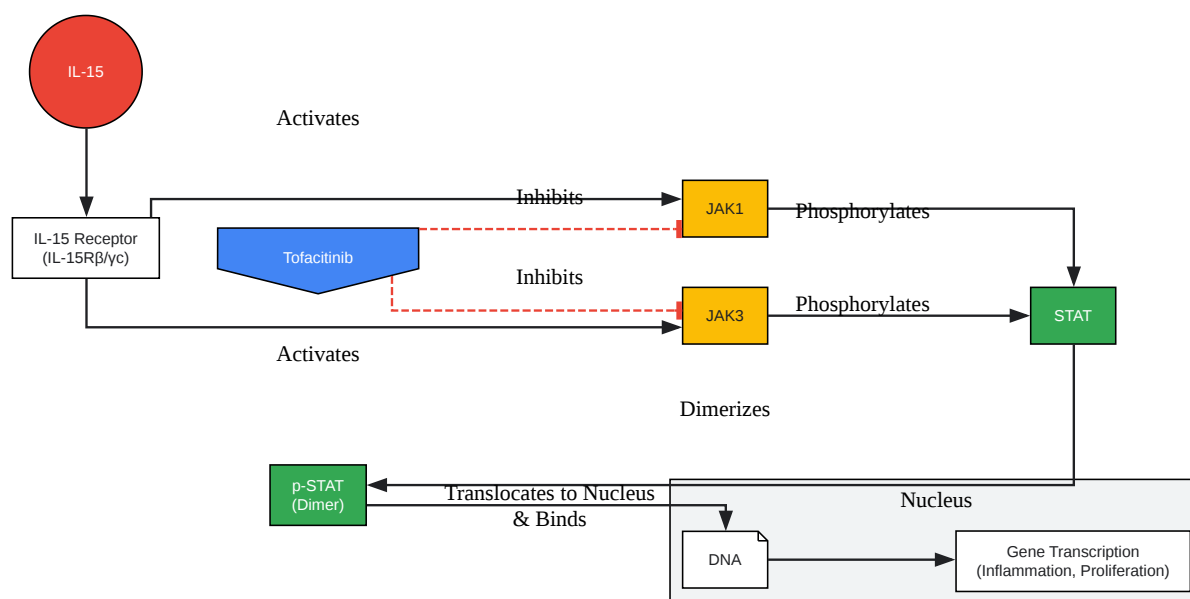 IL-15
Activates
Inhibits
JAK1
Phosphorylates
IL-15 Receptor
(IL-15Rβ/γc)
Tofacitinib
Inhibits
JAK3
Phosphorylates
STAT
Activates
Dimerizes
p-STAT
(Dimer)
Translocates to Nucleus
& Binds
Nucleus
DNA
Gene Transcription
(Inflammation, Proliferation)